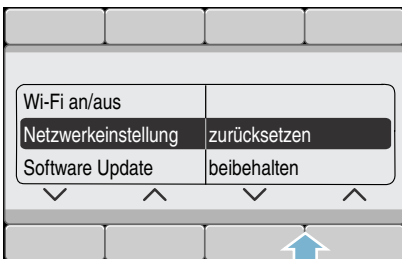 Wi-Fi an/aus
Netzwerkeinstellung zurücksetzen
Software Update beibehalten